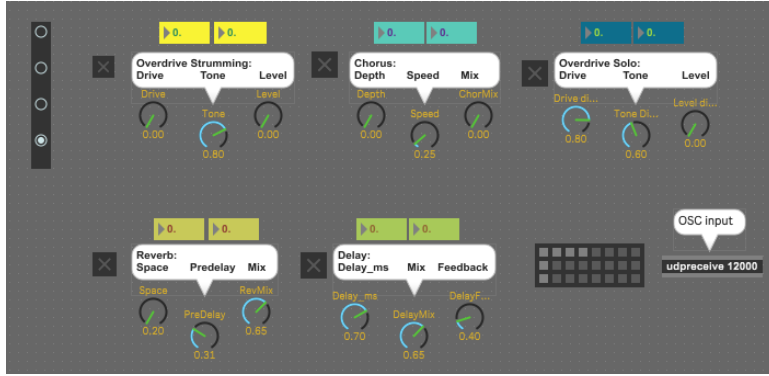 0. 0. 0. 0. 0. 0.
Overdrive Strumming:
Drive Tone Level
Chorus:
Depth Speed Mix
Overdrive Solo:
Drive Tone Level
Drive Level Depth ChorMix Drive di... Level di...
Tone Speed Tone Di...
0.00 0.00 0.00 0.00 0.80 0.00
0.80 0.25 0.60
0. 0. 0. 0.
OSC input
Reverb:
Space Predelay Mix
Delay:
Delay_ms Mix Feedback
udpreceive 12000
Space RevMix Delay_ms DelayF...
PreDelay DelayMix
0.20 0.65 0.70 0.40
0.31 0.65